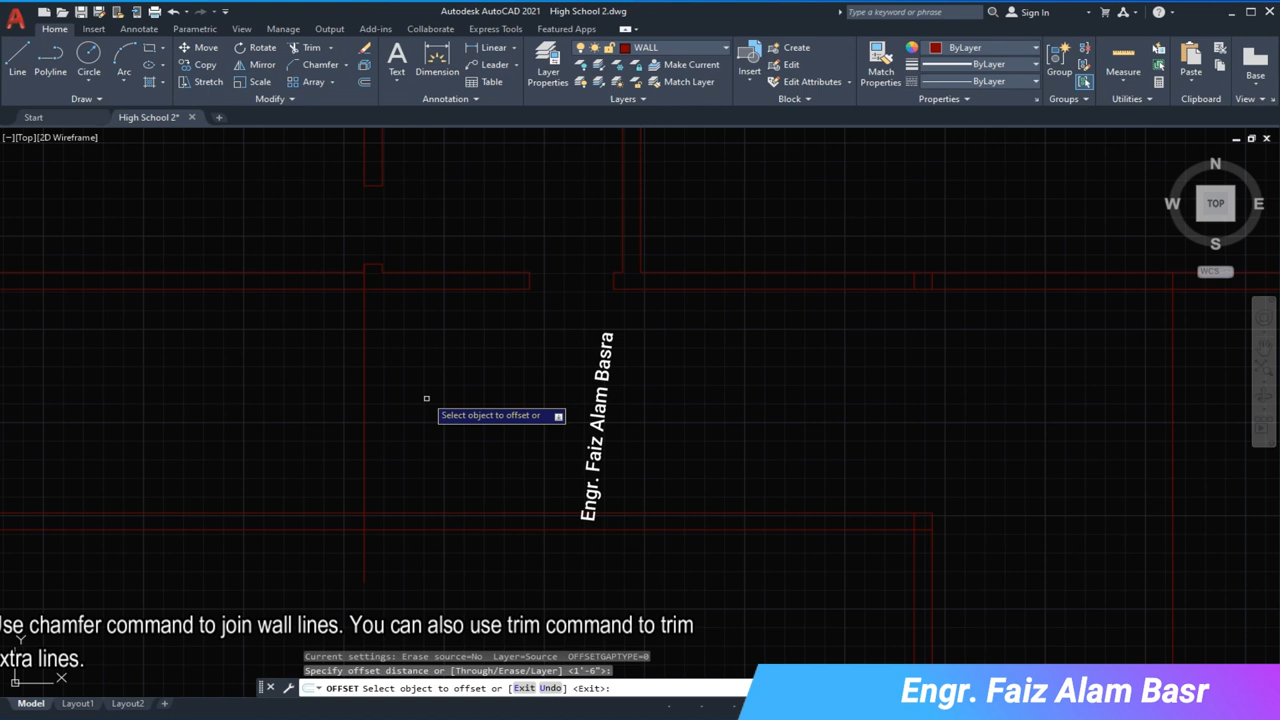 Autodesk AutoCAD 2021 High School 2.dwg
Type a keyword or phrase
Sign In
Home Insert Annotate Parametric View Manage Output Add-ins Collaborate Express Tools Featured Apps
Line Polyline Circle Arc
Move Rotate Trim
Copy Mirror Chamfer
Stretch Scale Array
Text Dimension
Linear
Leader
Table
Layer Properties
WALL
Make Current
Match Layer
Insert
Create
Edit
Edit Attributes
Match Properties
ByLayer
ByLayer
ByLayer
Group
Measure
Paste
Base
Draw Modify Annotation Layers Block Properties Groups Utilities Clipboard View
Start High School 2*
[−][Top][2D Wireframe]
N
W TOP E
S
WCS
Engr. Faiz Alam Basra
Select object to offset or
Use chamfer command to join wall lines. You can also use trim command to trim
xtra lines.
Y
X
Current settings: Erase source=No Layer=Source OFFSETGAPTYPE=0
Specify offset distance or [Through/Erase/Layer] <1'-6">:
OFFSET Select object to offset or [Exit Undo] <Exit>:
Engr. Faiz Alam Basr
Model Layout1 Layout2